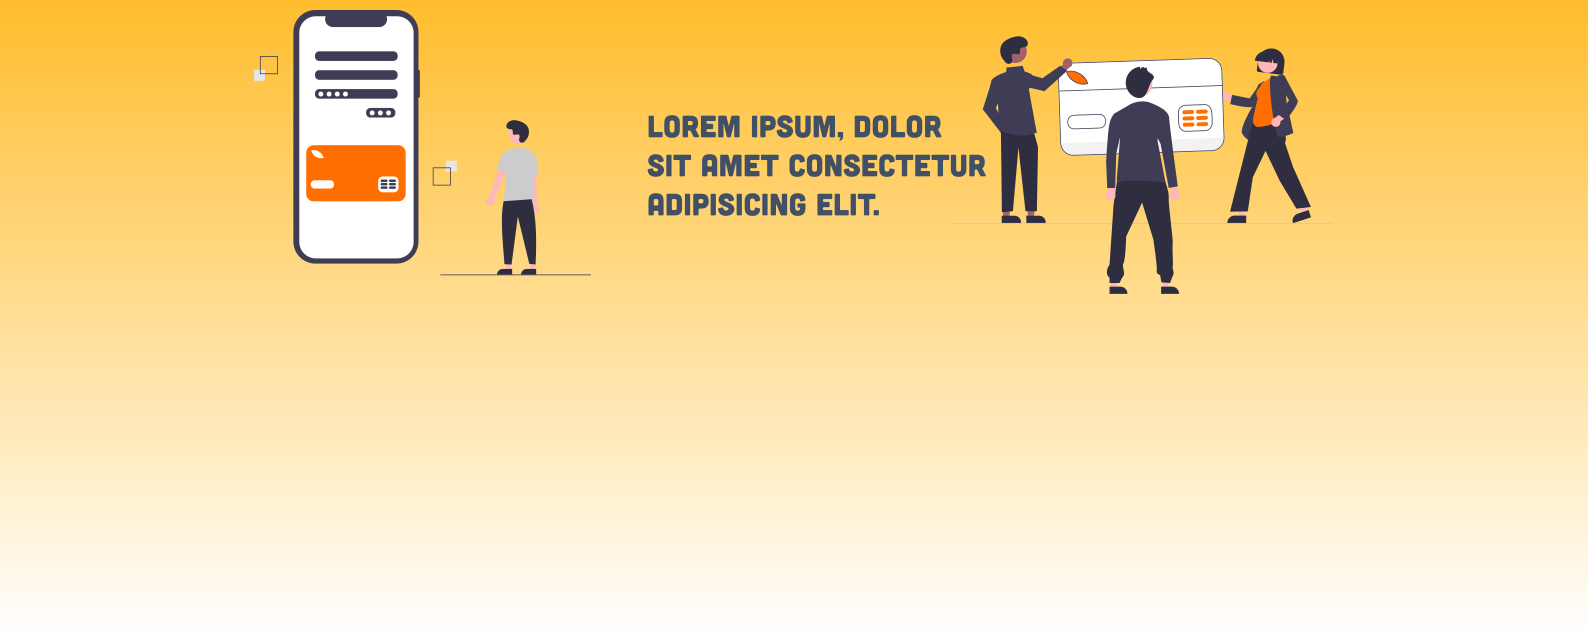 LOREM IPSUM, DOLOR
SIT AMET CONSECTETUR
ADIPISICING ELIT.